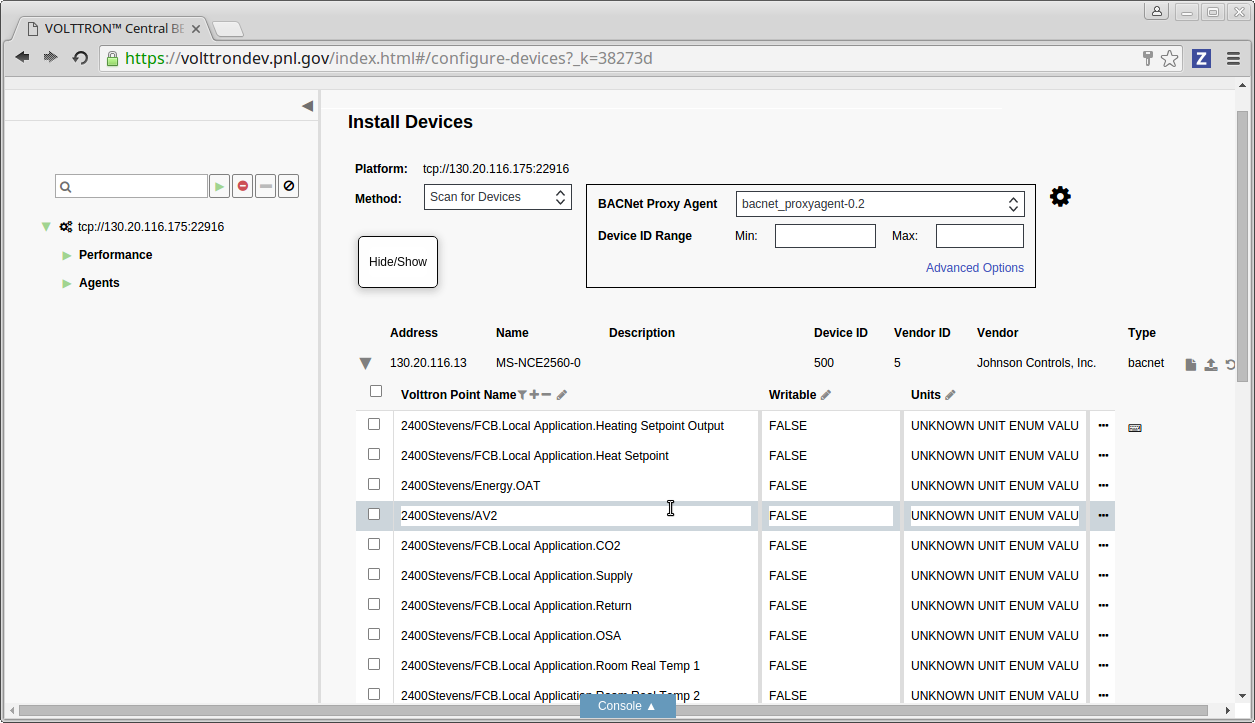 VOLTTRON™ Central BE
https://volttrondev.pnl.gov/index.html#/configure-devices?_k=38273d
Z
Install Devices
Platform: tcp://130.20.116.175:22916
Method: Scan for Devices
BACNet Proxy Agent bacnet_proxyagent-0.2
Device ID Range Min: Max:
Advanced Options
Hide/Show
tcp://130.20.116.175:22916
Performance
Agents
Address Name Description Device ID Vendor ID Vendor Type
130.20.116.13 MS-NCE2560-0 500 5 Johnson Controls, Inc. bacnet
Volttron Point Name Writable Units
2400Stevens/FCB.Local Application.Heating Setpoint Output FALSE UNKNOWN UNIT ENUM VALU
2400Stevens/FCB.Local Application.Heat Setpoint FALSE UNKNOWN UNIT ENUM VALU
2400Stevens/Energy.OAT FALSE UNKNOWN UNIT ENUM VALU
2400Stevens/AV2 FALSE UNKNOWN UNIT ENUM VALU
2400Stevens/FCB.Local Application.CO2 FALSE UNKNOWN UNIT ENUM VALU
2400Stevens/FCB.Local Application.Supply FALSE UNKNOWN UNIT ENUM VALU
2400Stevens/FCB.Local Application.Return FALSE UNKNOWN UNIT ENUM VALU
2400Stevens/FCB.Local Application.OSA FALSE UNKNOWN UNIT ENUM VALU
2400Stevens/FCB.Local Application.Room Real Temp 1 FALSE UNKNOWN UNIT ENUM VALU
2400Stevens/FCB.Local Application.Room Real Temp 2 FALSE UNKNOWN UNIT ENUM VALU
Console ▲